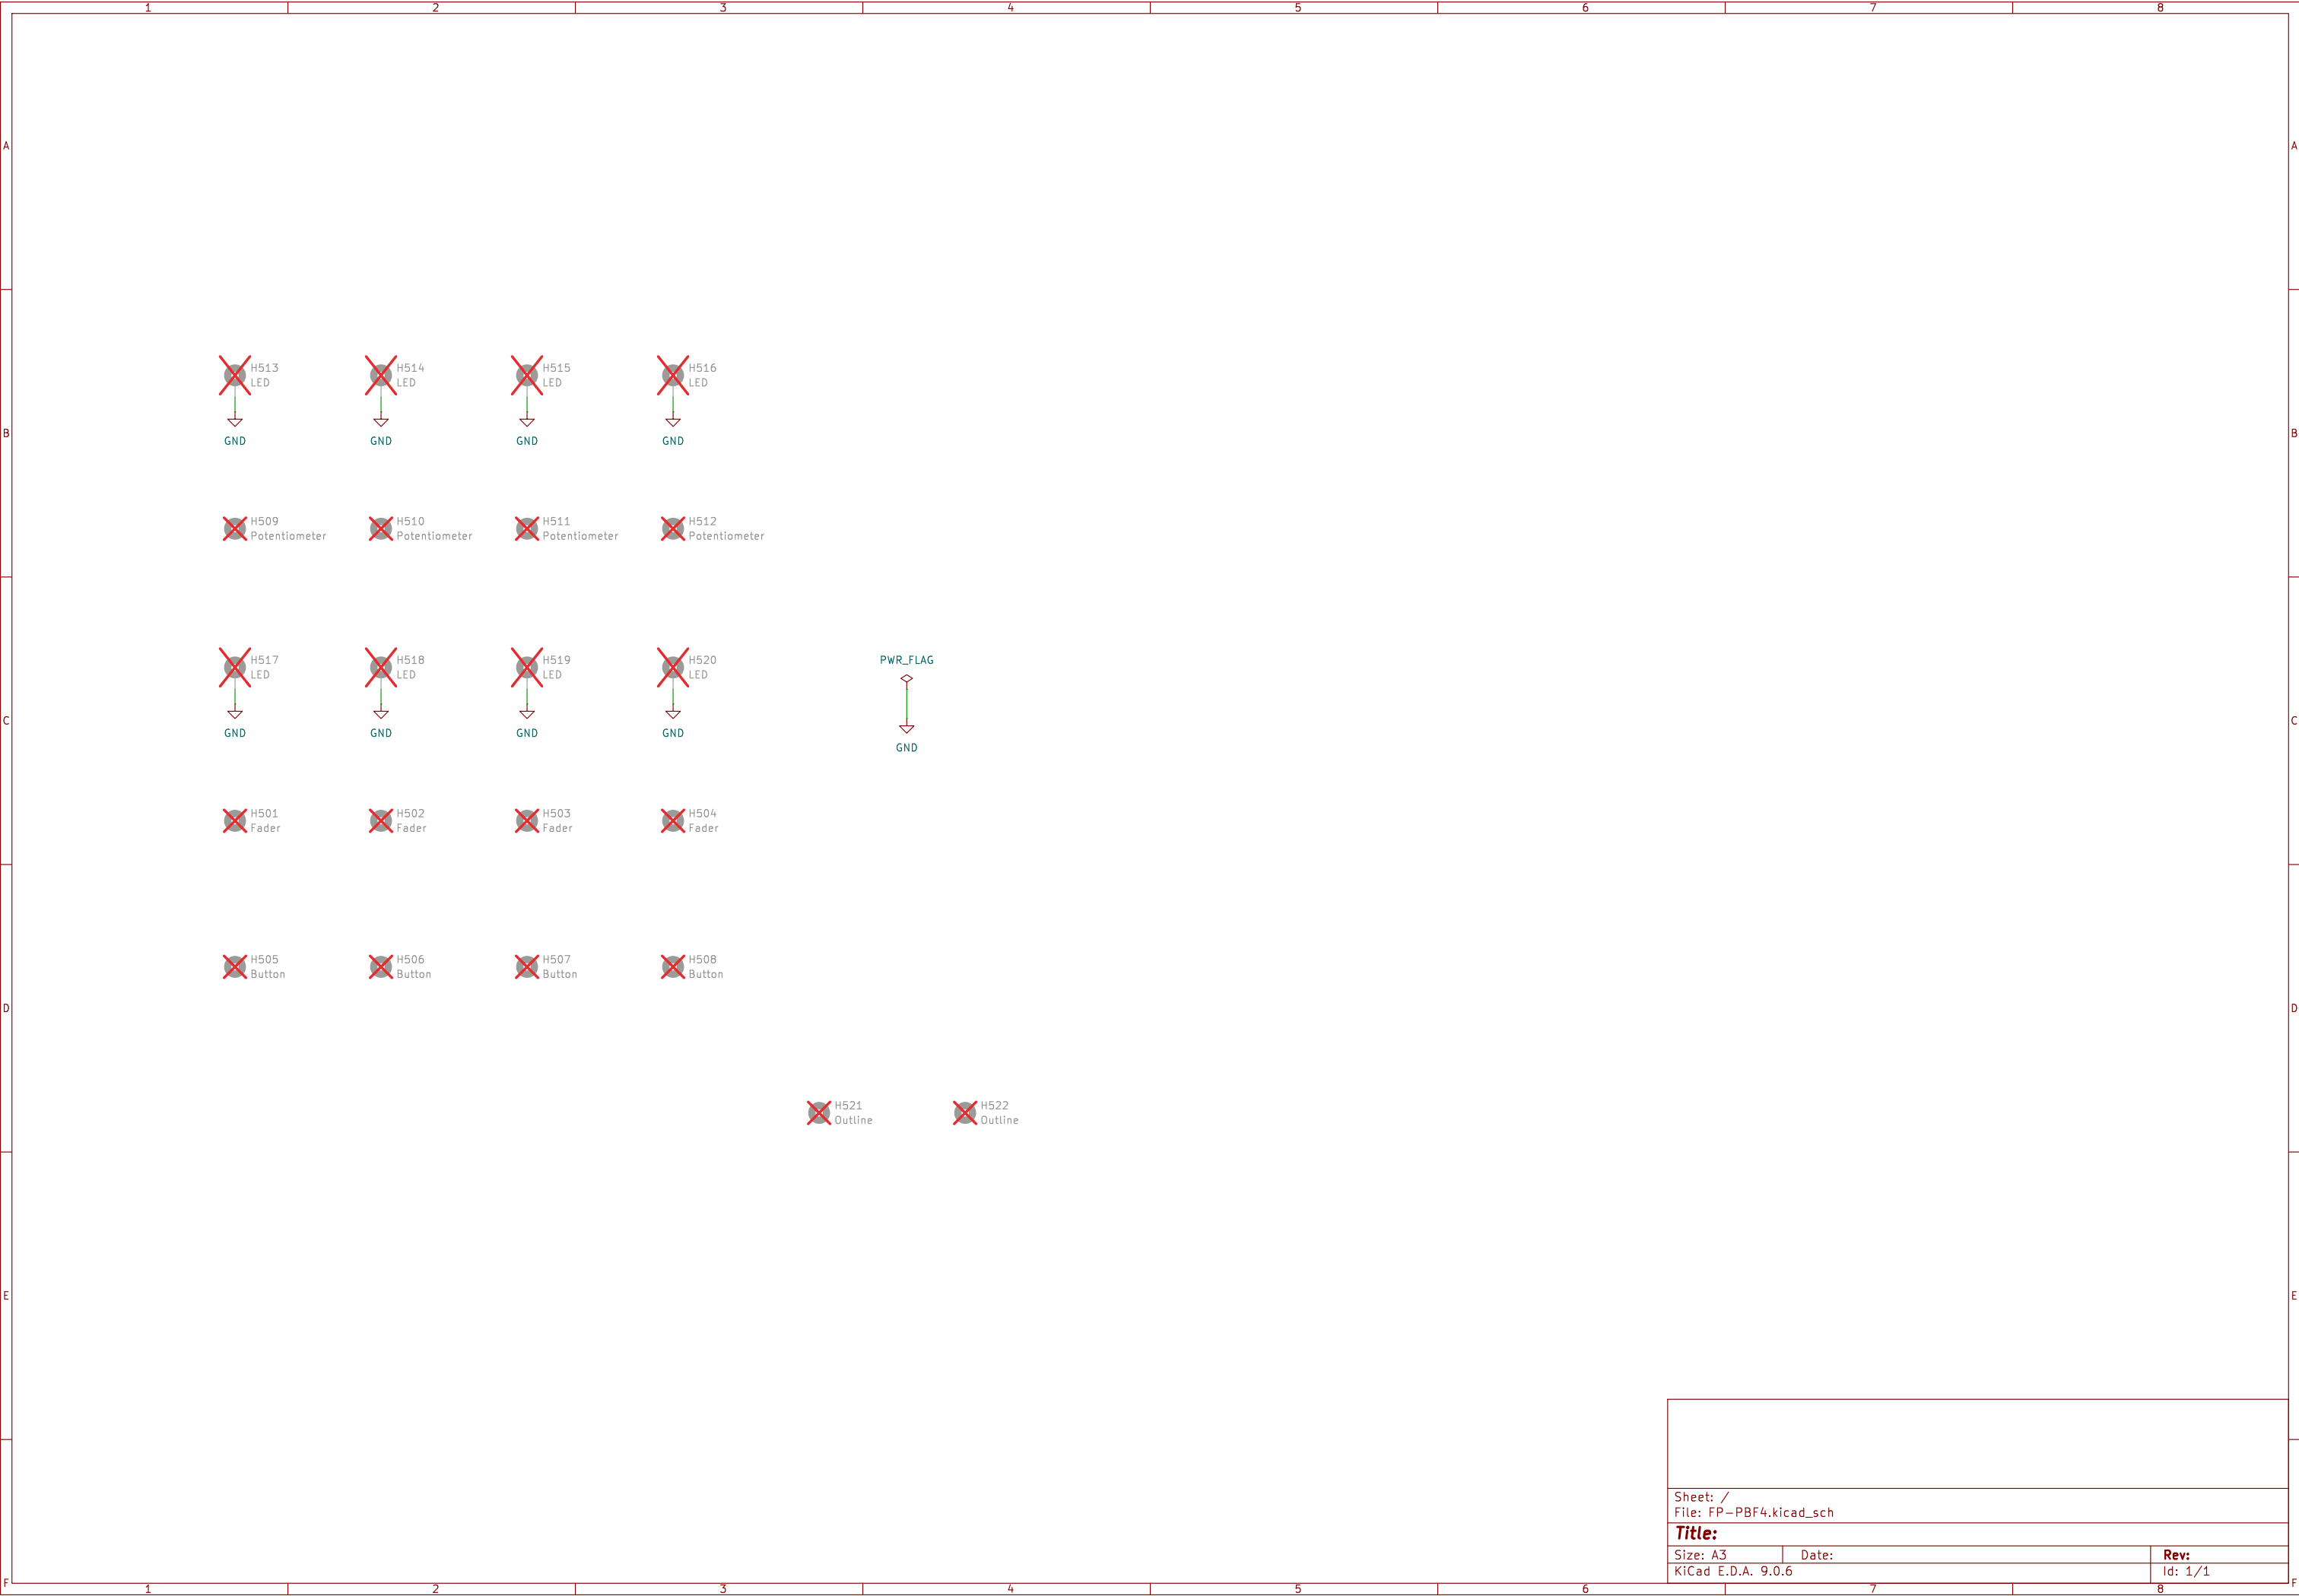 1 2 3 4 5 6 7 8
A A
H513 H514 H515 H516
LED LED LED LED
B B
GND GND GND GND
H509 H510 H511 H512
Potentiometer Potentiometer Potentiometer Potentiometer
H517 H518 H519 H520 PWR_FLAG
LED LED LED LED
C C
GND GND GND GND
GND
H501 H502 H503 H504
Fader Fader Fader Fader
H505 H506 H507 H508
Button Button Button Button
D D
H521 H522
Outline Outline
E E
Sheet: /
File: FP-PBF4.kicad_sch
Title:
Size: A3 Date: Rev:
KiCad E.D.A. 9.0.6 Id: 1/1
F F
1 2 3 4 5 6 7 8